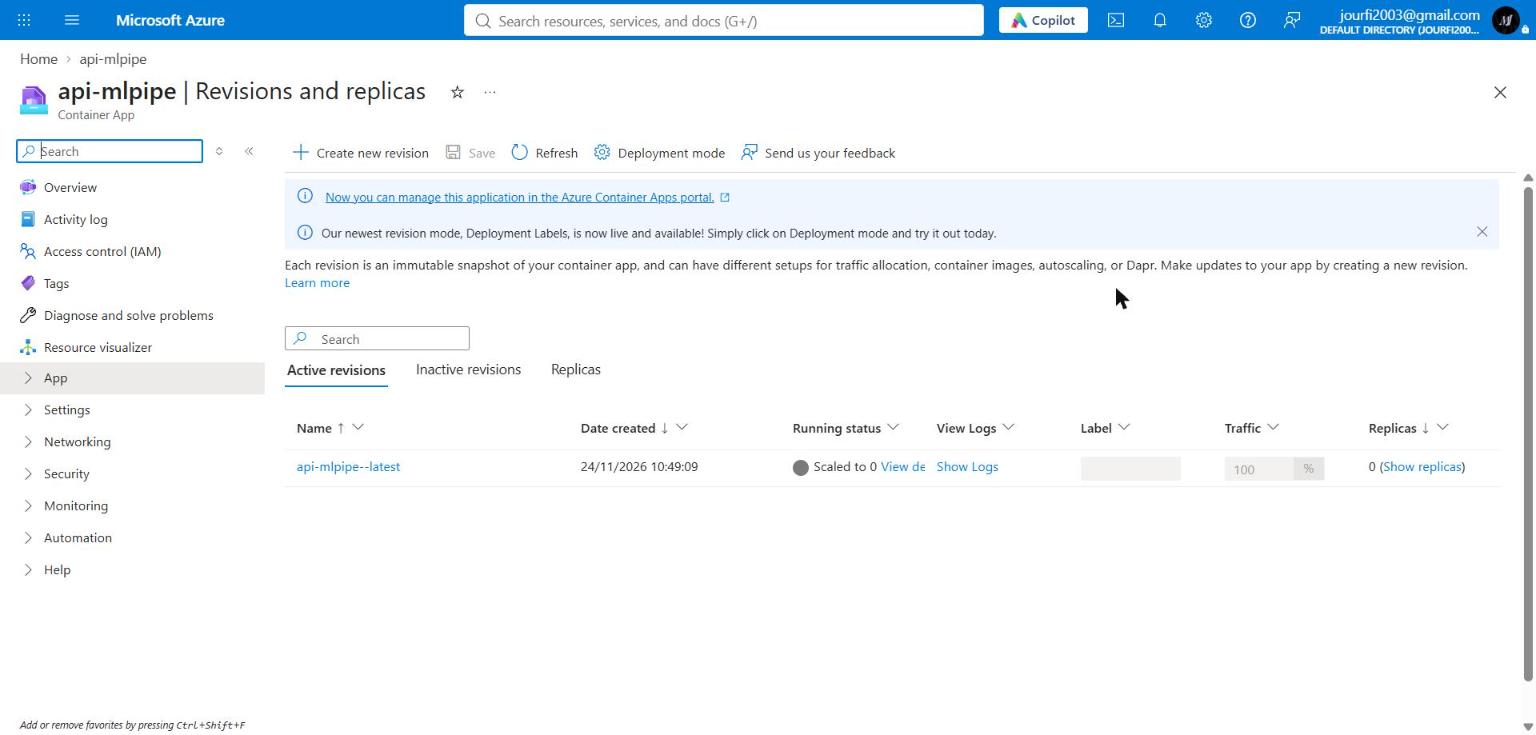 Microsoft Azure
Search resources, services, and docs (G+/)
Copilot
jourfi2003@gmail.com
DEFAULT DIRECTORY (JOURFI200...
Home > api-mlpipe
api-mlpipe | Revisions and replicas
Container App
Search
Create new revision
Save
Refresh
Deployment mode
Send us your feedback
Overview
Activity log
Access control (IAM)
Tags
Diagnose and solve problems
Resource visualizer
App
Settings
Networking
Security
Monitoring
Automation
Help
Add or remove favorites by pressing Ctrl+Shift+F
Now you can manage this application in the Azure Container Apps portal.
Our newest revision mode, Deployment Labels, is now live and available! Simply click on Deployment mode and try it out today.
Each revision is an immutable snapshot of your container app, and can have different setups for traffic allocation, container images, autoscaling, or Dapr. Make updates to your app by creating a new revision.
Learn more
Search
Active revisions Inactive revisions Replicas
Name ↑ Date created ↓ Running status View Logs Label Traffic Replicas ↓
api-mlpipe--latest 24/11/2026 10:49:09 Scaled to 0 View de Show Logs 100 % 0 (Show replicas)